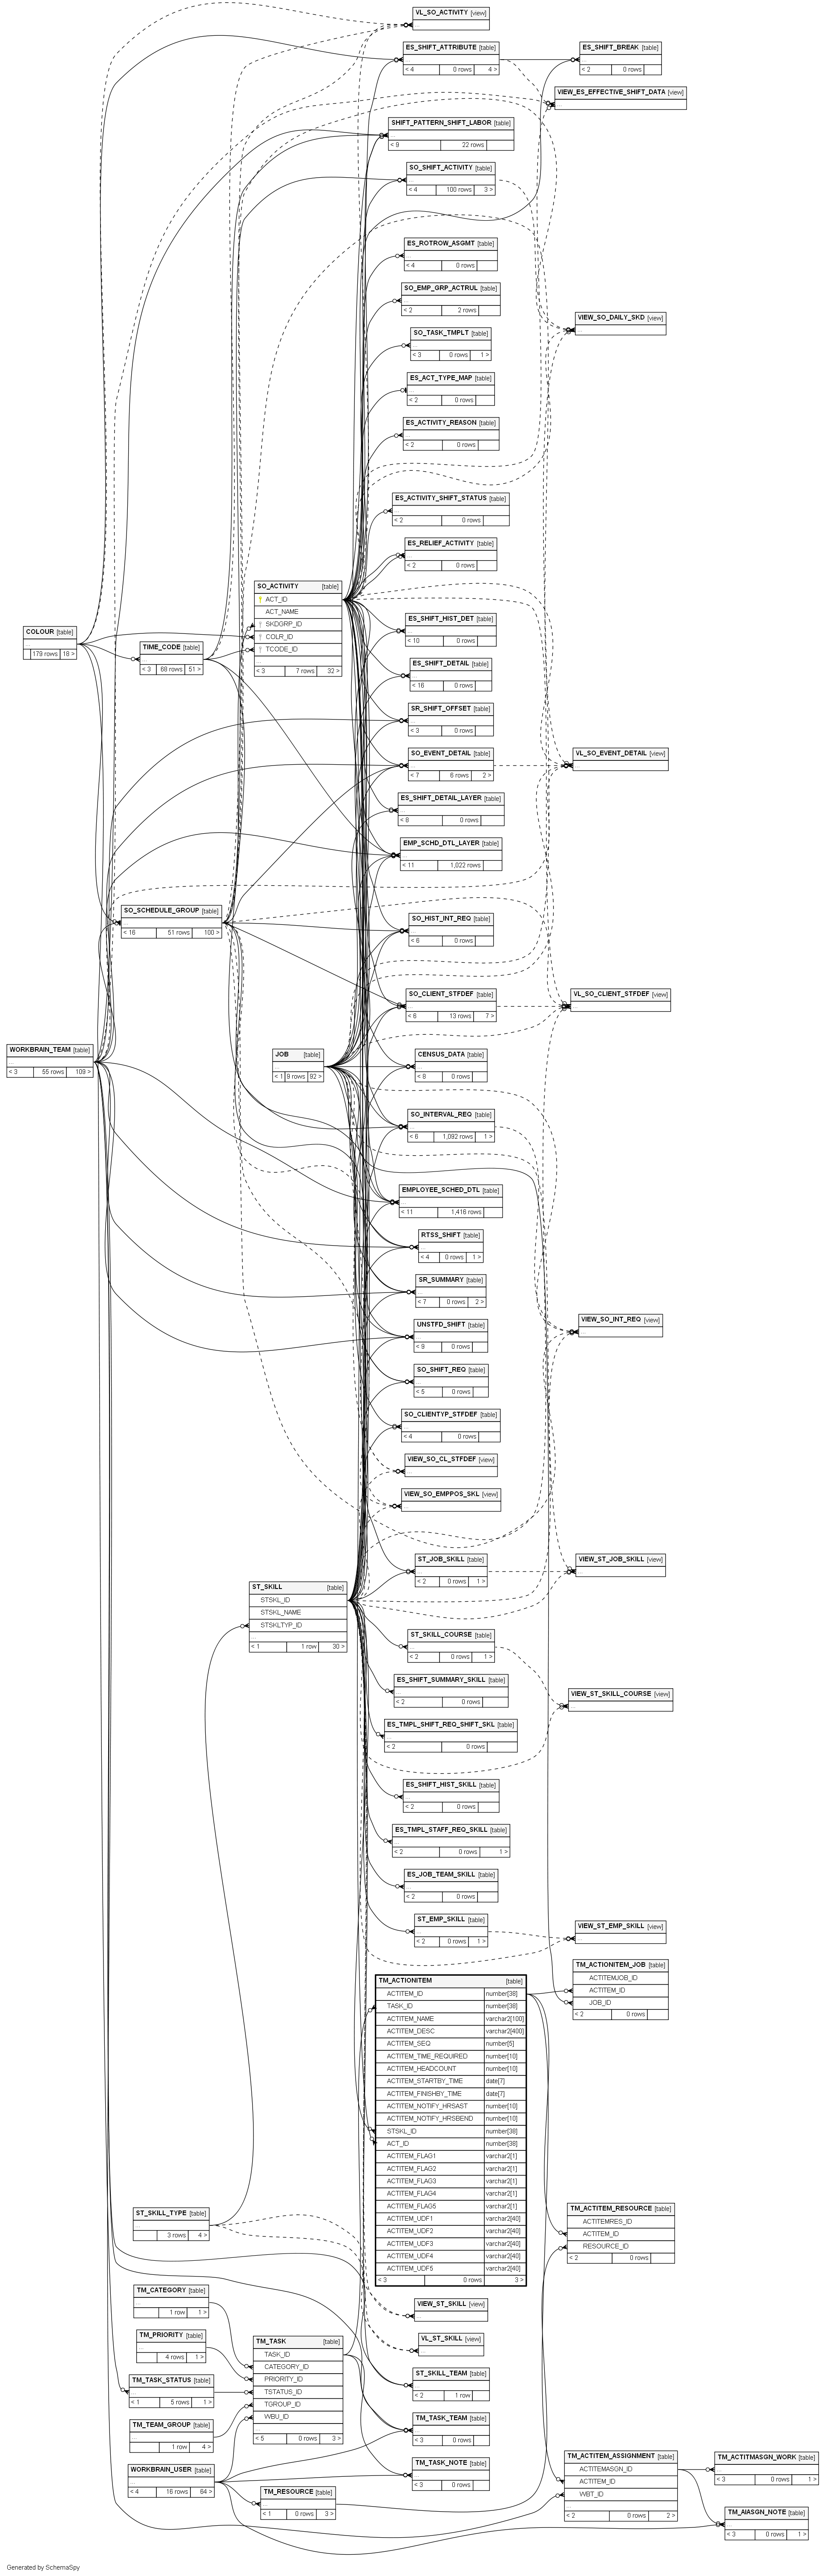 VL_SO_ACTIVITY [view]
...
ES_SHIFT_ATTRIBUTE [table]
...
< 4 0 rows 4 >
ES_SHIFT_BREAK [table]
...
< 2 0 rows
VIEW_ES_EFFECTIVE_SHIFT_DATA [view]
...
SHIFT_PATTERN_SHIFT_LABOR [table]
...
< 9 22 rows
SO_SHIFT_ACTIVITY [table]
...
< 4 100 rows 3 >
ES_ROTROW_ASGMT [table]
...
< 4 0 rows
SO_EMP_GRP_ACTRUL [table]
...
< 2 2 rows
VIEW_SO_DAILY_SKD [view]
...
SO_TASK_TMPLT [table]
...
< 3 0 rows 1 >
ES_ACT_TYPE_MAP [table]
...
< 2 0 rows
ES_ACTIVITY_REASON [table]
...
< 2 0 rows
ES_ACTIVITY_SHIFT_STATUS [table]
...
< 2 0 rows
ES_RELIEF_ACTIVITY [table]
...
< 2 0 rows
SO_ACTIVITY [table]
ACT_ID
ACT_NAME
SKDGRP_ID
COLR_ID
TCODE_ID
...
< 3 7 rows 32 >
COLOUR [table]
...
179 rows 18 >
TIME_CODE [table]
...
< 3 68 rows 51 >
ES_SHIFT_HIST_DET [table]
...
< 10 0 rows
ES_SHIFT_DETAIL [table]
...
< 16 0 rows
SR_SHIFT_OFFSET [table]
...
< 3 0 rows
SO_EVENT_DETAIL [table]
...
< 7 6 rows 2 >
VL_SO_EVENT_DETAIL [view]
...
ES_SHIFT_DETAIL_LAYER [table]
...
< 8 0 rows
EMP_SCHD_DTL_LAYER [table]
...
< 11 1,022 rows
SO_SCHEDULE_GROUP [table]
...
< 16 51 rows 100 >
SO_HIST_INT_REQ [table]
...
< 6 0 rows
SO_CLIENT_STFDEF [table]
...
< 6 13 rows 7 >
VL_SO_CLIENT_STFDEF [view]
...
WORKBRAIN_TEAM [table]
...
< 3 55 rows 109 >
JOB [table]
...
< 1 9 rows 92 >
CENSUS_DATA [table]
...
< 8 0 rows
SO_INTERVAL_REQ [table]
...
< 6 1,092 rows 1 >
EMPLOYEE_SCHED_DTL [table]
...
< 11 1,416 rows
RTSS_SHIFT [table]
...
< 4 0 rows 1 >
SR_SUMMARY [table]
...
< 7 0 rows 2 >
UNSTFD_SHIFT [table]
...
< 9 0 rows
VIEW_SO_INT_REQ [view]
...
SO_SHIFT_REQ [table]
...
< 5 0 rows
SO_CLIENTYP_STFDEF [table]
...
< 4 0 rows
VIEW_SO_CL_STFDEF [view]
...
VIEW_SO_EMPPOS_SKL [view]
...
ST_JOB_SKILL [table]
...
< 2 0 rows 1 >
VIEW_ST_JOB_SKILL [view]
...
ST_SKILL [table]
STSKL_ID
STSKL_NAME
STSKLTYP_ID
...
< 1 1 row 30 >
ST_SKILL_COURSE [table]
...
< 2 0 rows 1 >
ES_SHIFT_SUMMARY_SKILL [table]
...
< 2 0 rows
VIEW_ST_SKILL_COURSE [view]
...
ES_TMPL_SHIFT_REQ_SHIFT_SKL [table]
...
< 2 0 rows
ES_SHIFT_HIST_SKILL [table]
...
< 2 0 rows
ES_TMPL_STAFF_REQ_SKILL [table]
...
< 2 0 rows 1 >
ES_JOB_TEAM_SKILL [table]
...
< 2 0 rows
ST_EMP_SKILL [table]
...
< 2 0 rows 1 >
VIEW_ST_EMP_SKILL [view]
...
TM_ACTIONITEM_JOB [table]
ACTITEMJOB_ID
ACTITEM_ID
JOB_ID
< 2 0 rows
TM_ACTIONITEM [table]
ACTITEM_ID number[38]
TASK_ID number[38]
ACTITEM_NAME varchar2[100]
ACTITEM_DESC varchar2[400]
ACTITEM_SEQ number[5]
ACTITEM_TIME_REQUIRED number[10]
ACTITEM_HEADCOUNT number[10]
ACTITEM_STARTBY_TIME date[7]
ACTITEM_FINISHBY_TIME date[7]
ACTITEM_NOTIFY_HRSAST number[10]
ACTITEM_NOTIFY_HRSBEND number[10]
STSKL_ID number[38]
ACT_ID number[38]
ACTITEM_FLAG1 varchar2[1]
ACTITEM_FLAG2 varchar2[1]
ACTITEM_FLAG3 varchar2[1]
ACTITEM_FLAG4 varchar2[1]
ACTITEM_FLAG5 varchar2[1]
ACTITEM_UDF1 varchar2[40]
ACTITEM_UDF2 varchar2[40]
ACTITEM_UDF3 varchar2[40]
ACTITEM_UDF4 varchar2[40]
ACTITEM_UDF5 varchar2[40]
< 3 0 rows 3 >
ST_SKILL_TYPE [table]
...
3 rows 4 >
TM_ACTITEM_RESOURCE [table]
ACTITEMRES_ID
ACTITEM_ID
RESOURCE_ID
< 2 0 rows
TM_CATEGORY [table]
...
1 row 1 >
VIEW_ST_SKILL [view]
...
TM_PRIORITY [table]
...
4 rows 1 >
VL_ST_SKILL [view]
...
TM_TASK [table]
TASK_ID
CATEGORY_ID
PRIORITY_ID
TSTATUS_ID
TGROUP_ID
WBU_ID
...
< 5 0 rows 3 >
TM_TASK_STATUS [table]
...
< 1 5 rows 1 >
ST_SKILL_TEAM [table]
...
< 2 1 row
TM_TEAM_GROUP [table]
...
1 row 4 >
TM_TASK_TEAM [table]
...
< 3 0 rows
WORKBRAIN_USER [table]
...
< 4 16 rows 64 >
TM_TASK_NOTE [table]
...
< 3 0 rows
TM_RESOURCE [table]
...
< 1 0 rows 3 >
TM_ACTITEM_ASSIGNMENT [table]
ACTITEMASGN_ID
ACTITEM_ID
WBT_ID
...
< 2 0 rows 2 >
TM_ACTITMASGN_WORK [table]
...
< 3 0 rows 1 >
TM_AIASGN_NOTE [table]
...
< 3 0 rows 1 >
Generated by SchemaSpy